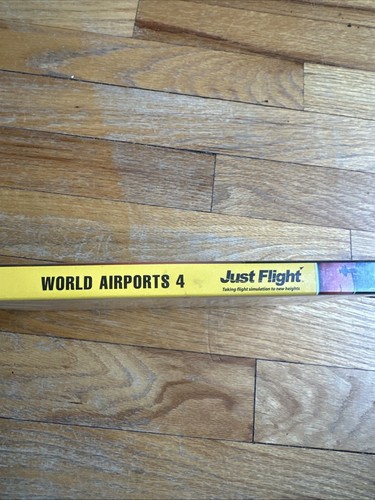 WORLD AIRPORTS 4
Just Flight
Taking flight simulation to new heights